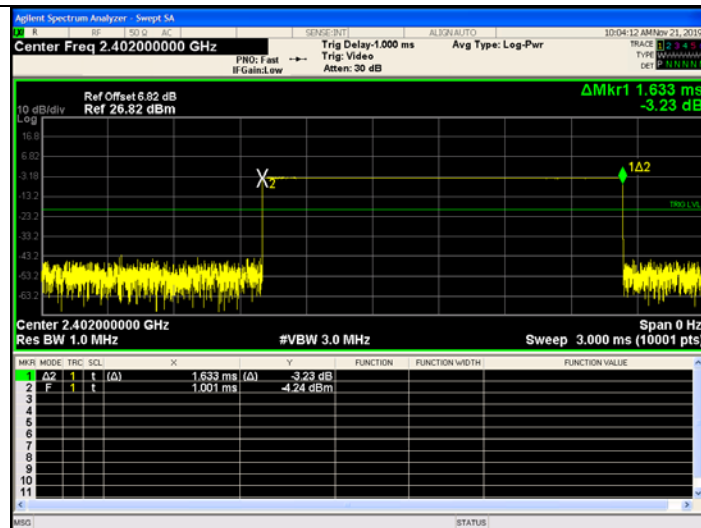 Agilent Spectrum Analyzer - Swept SA
R RF 50 Ω AC SENSE:INT ALIGN AUTO 10:04:12 AM Nov 21, 2019
Center Freq 2.402000000 GHz
PNO: Fast
IFGain:Low
Trig Delay-1.000 ms
Trig: Video
Atten: 30 dB
Avg Type: Log-Pwr
TRACE 1 2 3 4 5
TYPE
DET P N N N N
Ref Offset 6.82 dB
Ref 26.82 dBm
10 dB/div
Log
ΔMkr1 1.633 ms
-3.23 dB
16.8
6.82
-3.18
-13.2
-23.2
-33.2
-43.2
-53.2
-63.2
X2
1Δ2
TRIG LVL
Center 2.402000000 GHz
Span 0 Hz
Res BW 1.0 MHz
#VBW 3.0 MHz
Sweep 3.000 ms (10001 pts)
MKR MODE TRC SCL X Y FUNCTION FUNCTION WIDTH FUNCTION VALUE
1 Δ2 1 t (Δ) 1.633 ms (Δ) -3.23 dB
2 F 1 t 1.001 ms -4.24 dBm
3
4
5
6
7
8
9
10
11
MSG
STATUS